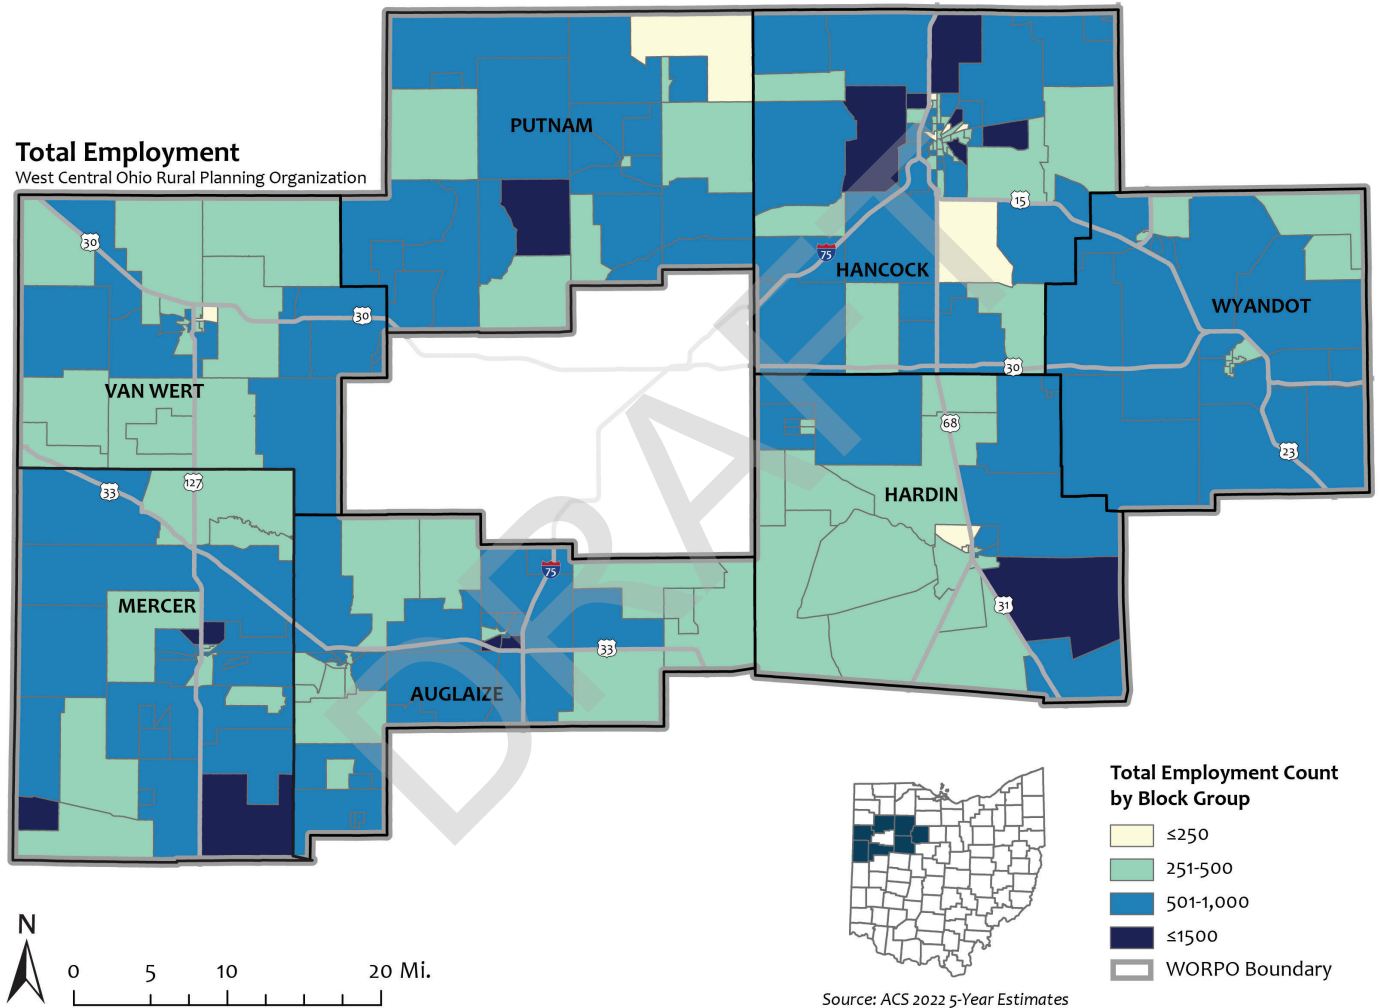 Total Employment
West Central Ohio Rural Planning Organization
PUTNAM
30
15
75
HANCOCK
WYANDOT
30
30
VAN WERT
68
23
33
127
HARDIN
DRAFT
75
MERCER
31
33
AUGLAIZE
Total Employment Count
by Block Group
≤250
251-500
501-1,000
≤1500
WORPO Boundary
N
0 5 10 20 Mi.
Source: ACS 2022 5-Year Estimates